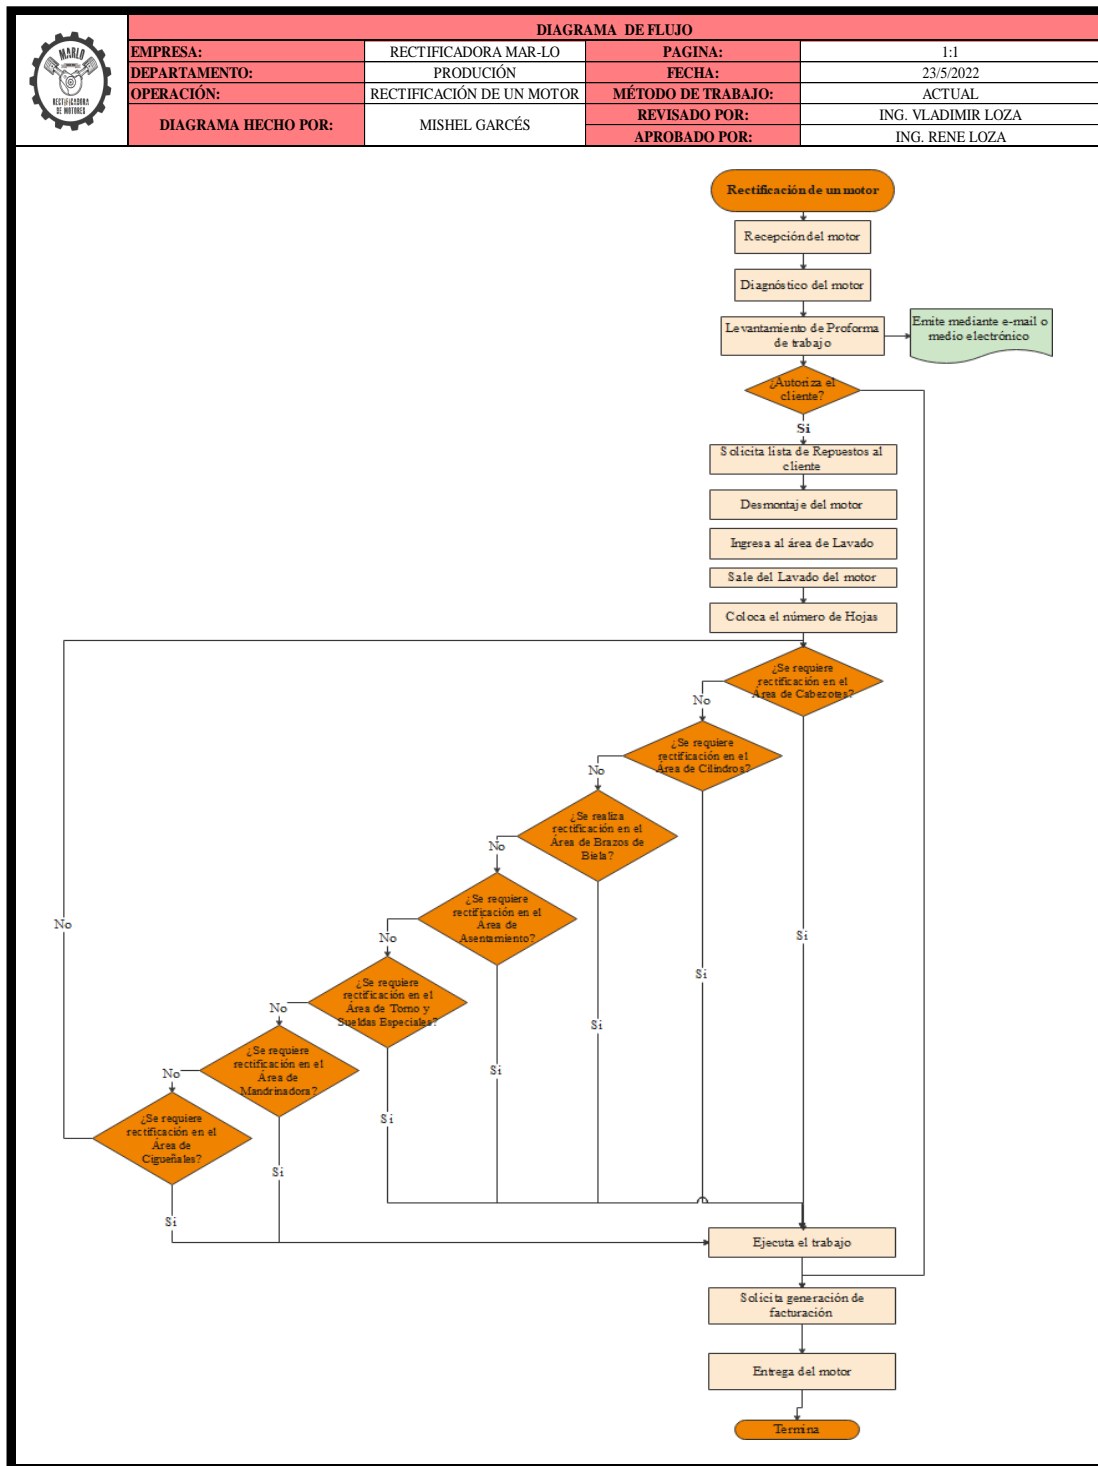 DIAGRAMA DE FLUJO
MARLO
RECTIFICADORA
DE MOTORES
EMPRESA:
RECTIFICADORA MAR-LO
PAGINA:
1:1
DEPARTAMENTO:
PRODUCIÓN
FECHA:
23/5/2022
OPERACIÓN:
RECTIFICACIÓN DE UN MOTOR
MÉTODO DE TRABAJO:
ACTUAL
DIAGRAMA HECHO POR:
MISHEL GARCÉS
REVISADO POR:
ING. VLADIMIR LOZA
APROBADO POR:
ING. RENE LOZA
Rectificación de un motor
Recepción del motor
Diagnóstico del motor
Levantamiento de Proforma
de trabajo
Emite mediante e-mail o
medio electrónico
¿Autoriza el
cliente?
Si
Solicita lista de Repuestos al
cliente
Desmontaje del motor
Ingresa al área de Lavado
Sale del Lavado del motor
Coloca el número de Hojas
¿Se requiere
rectificación en el
Área de Cabezotes?
No
¿Se requiere
rectificación en el
Área de Cilindros?
No
¿Se realiza
rectificación en el
Área de Brazos de
Biela?
No
¿Se requiere
rectificación en el
Área de
Asentamiento?
No
No
Si
¿Se requiere
rectificación en el
Área de Torno y
Sueldas Especiales?
Si
No
Si
¿Se requiere
rectificación en el
Área de
Mandrinadora?
Si
No
¿Se requiere
rectificación en el
Área de
Cigueñales?
Si
Si
Si
Ejecuta el trabajo
Solicita generación de
facturación
Entrega del motor
Termina